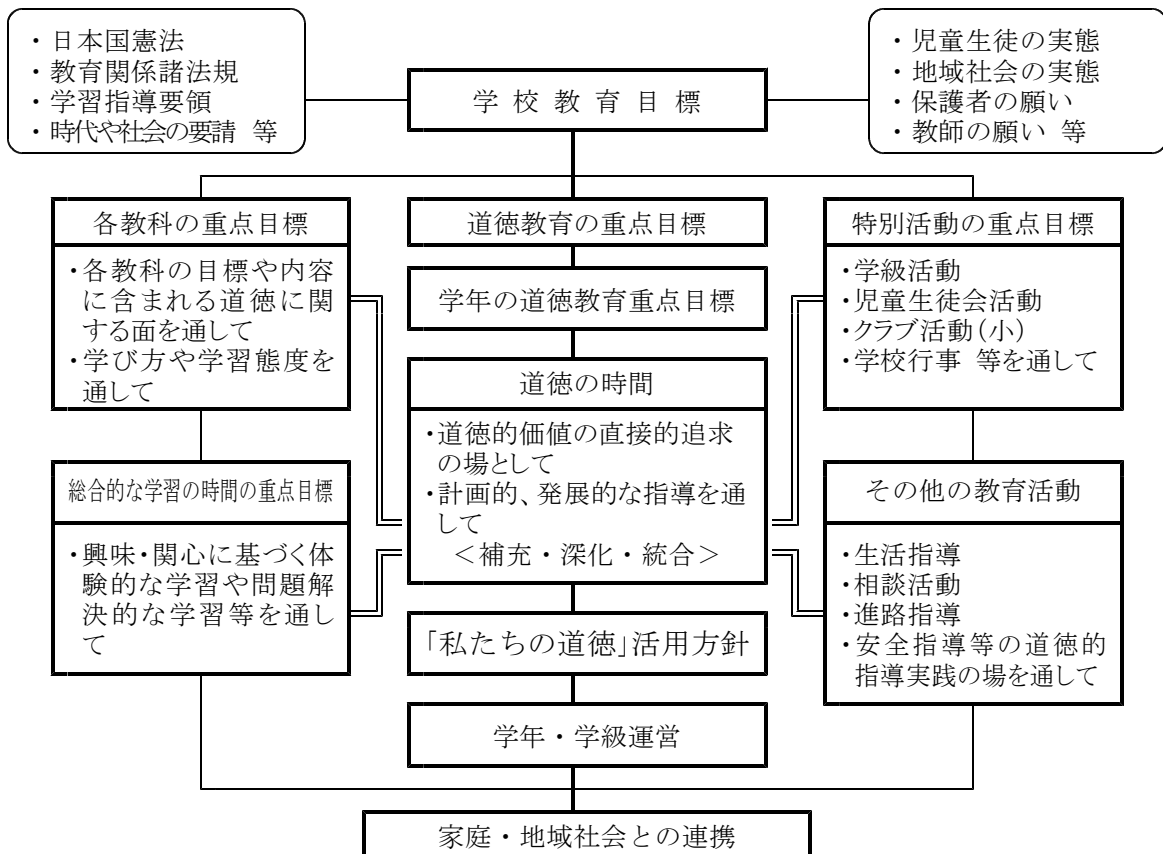 ・日本国憲法
・教育関係諸法規
・学習指導要領
・時代や社会の要請 等
学校教育目標
・児童生徒の実態
・地域社会の実態
・保護者の願い
・教師の願い 等
各教科の重点目標
・各教科の目標や内容
に含まれる道徳に関
する面を通して
・学び方や学習態度を
通して
道徳教育の重点目標
学年の道徳教育重点目標
道徳の時間
・道徳的価値の直接的追求
の場として
・計画的、発展的な指導を通
して
＜補充・深化・統合＞
特別活動の重点目標
・学級活動
・児童生徒会活動
・クラブ活動(小)
・学校行事 等を通して
総合的な学習の時間の重点目標
・興味・関心に基づく体
験的な学習や問題解
決的な学習等を通し
て
その他の教育活動
・生活指導
・相談活動
・進路指導
・安全指導等の道徳的
指導実践の場を通して
「私たちの道徳」活用方針
学年・学級運営
家庭・地域社会との連携